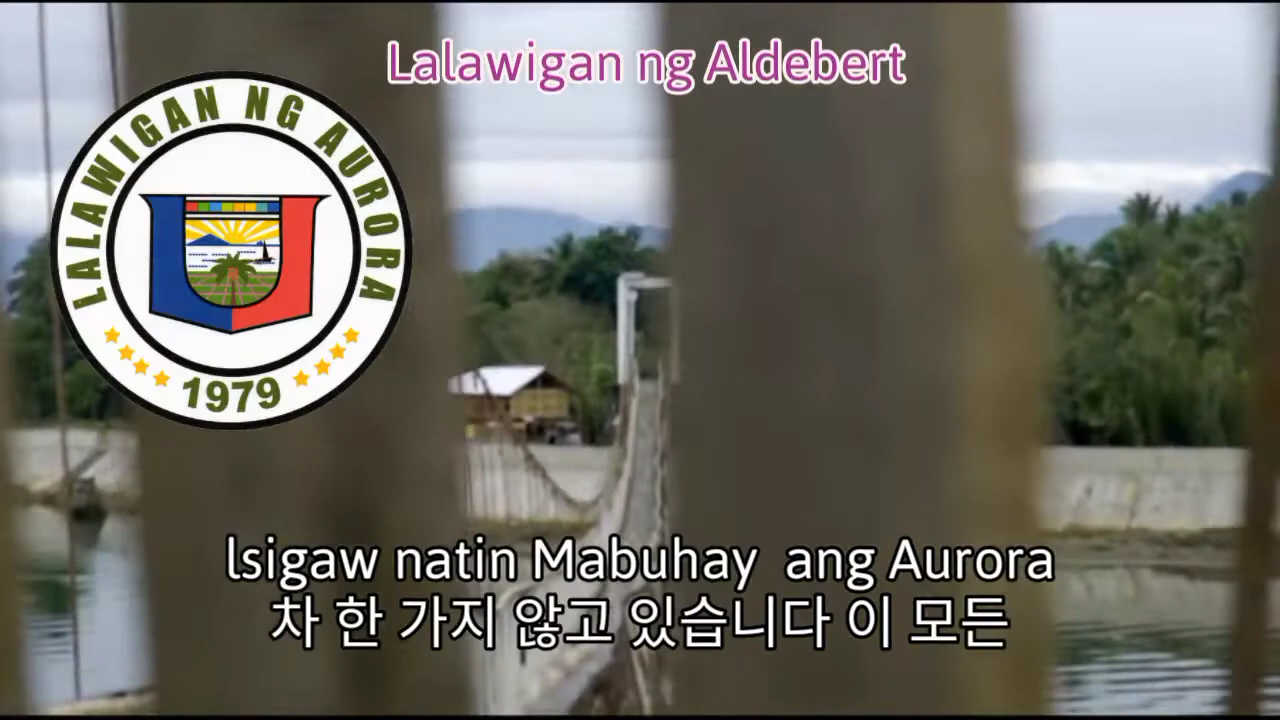 Lalawigan ng Aldebert
LALAWIGAN NG AURORA
1979
Isigaw natin Mabuhay ang Aurora
차 한 가지 않고 있습니다 이 모든